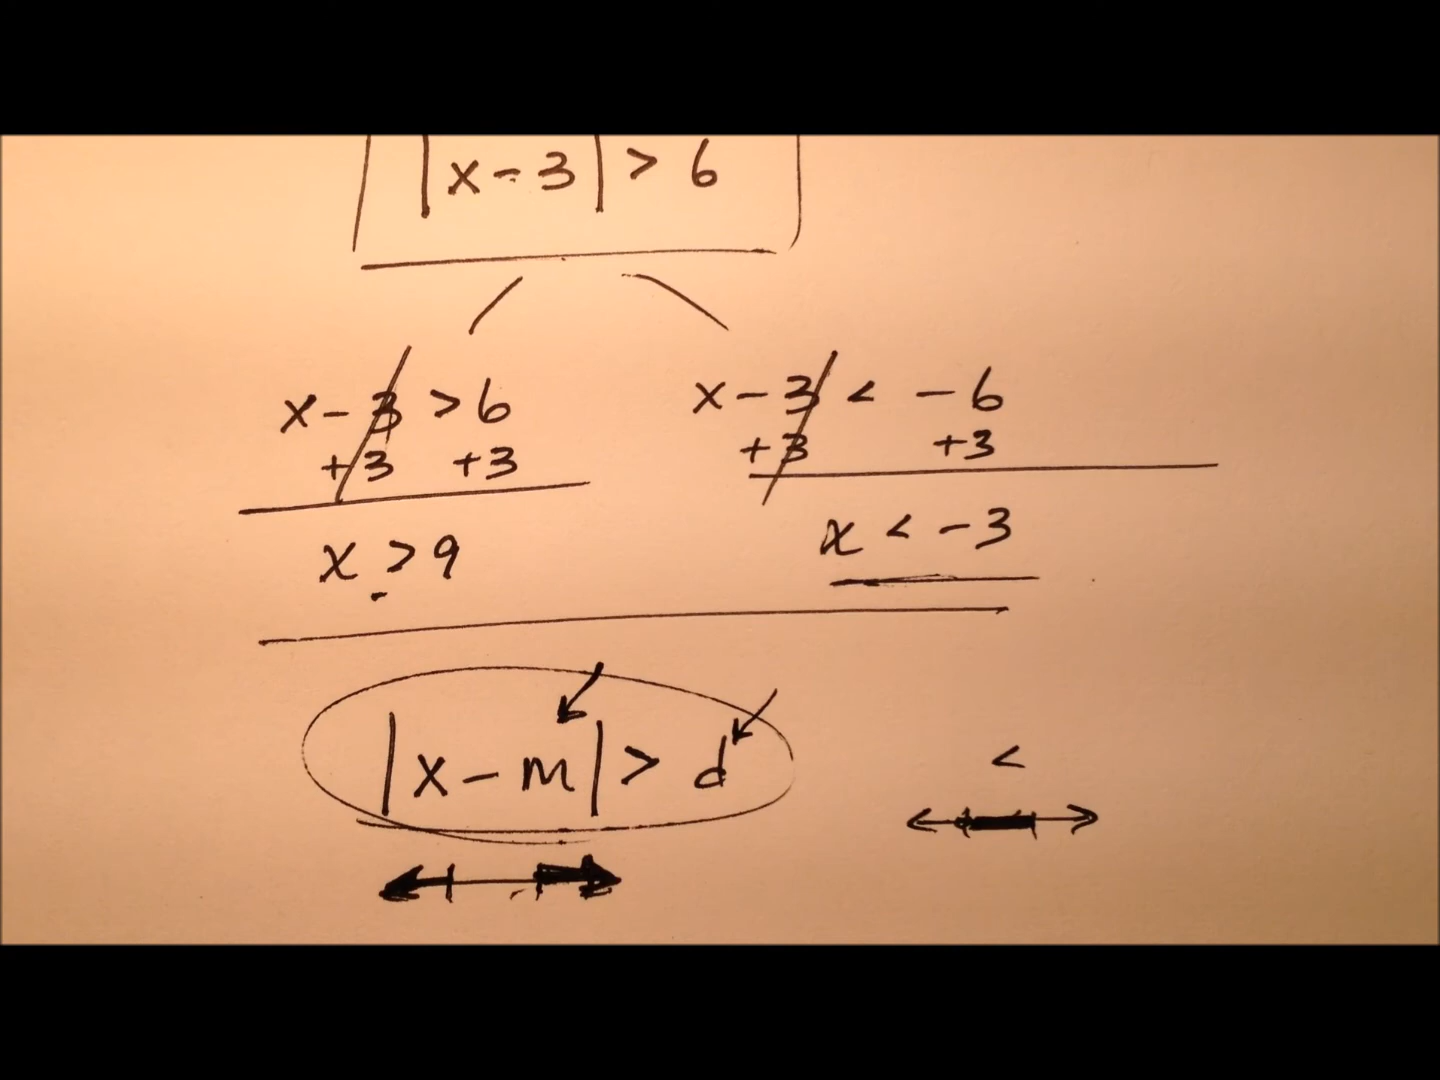 |x - 3| > 6
x - 3 > 6 x - 3 < - 6
+3 +3 +3 +3
x > 9 x < -3
|x - m| > d
<